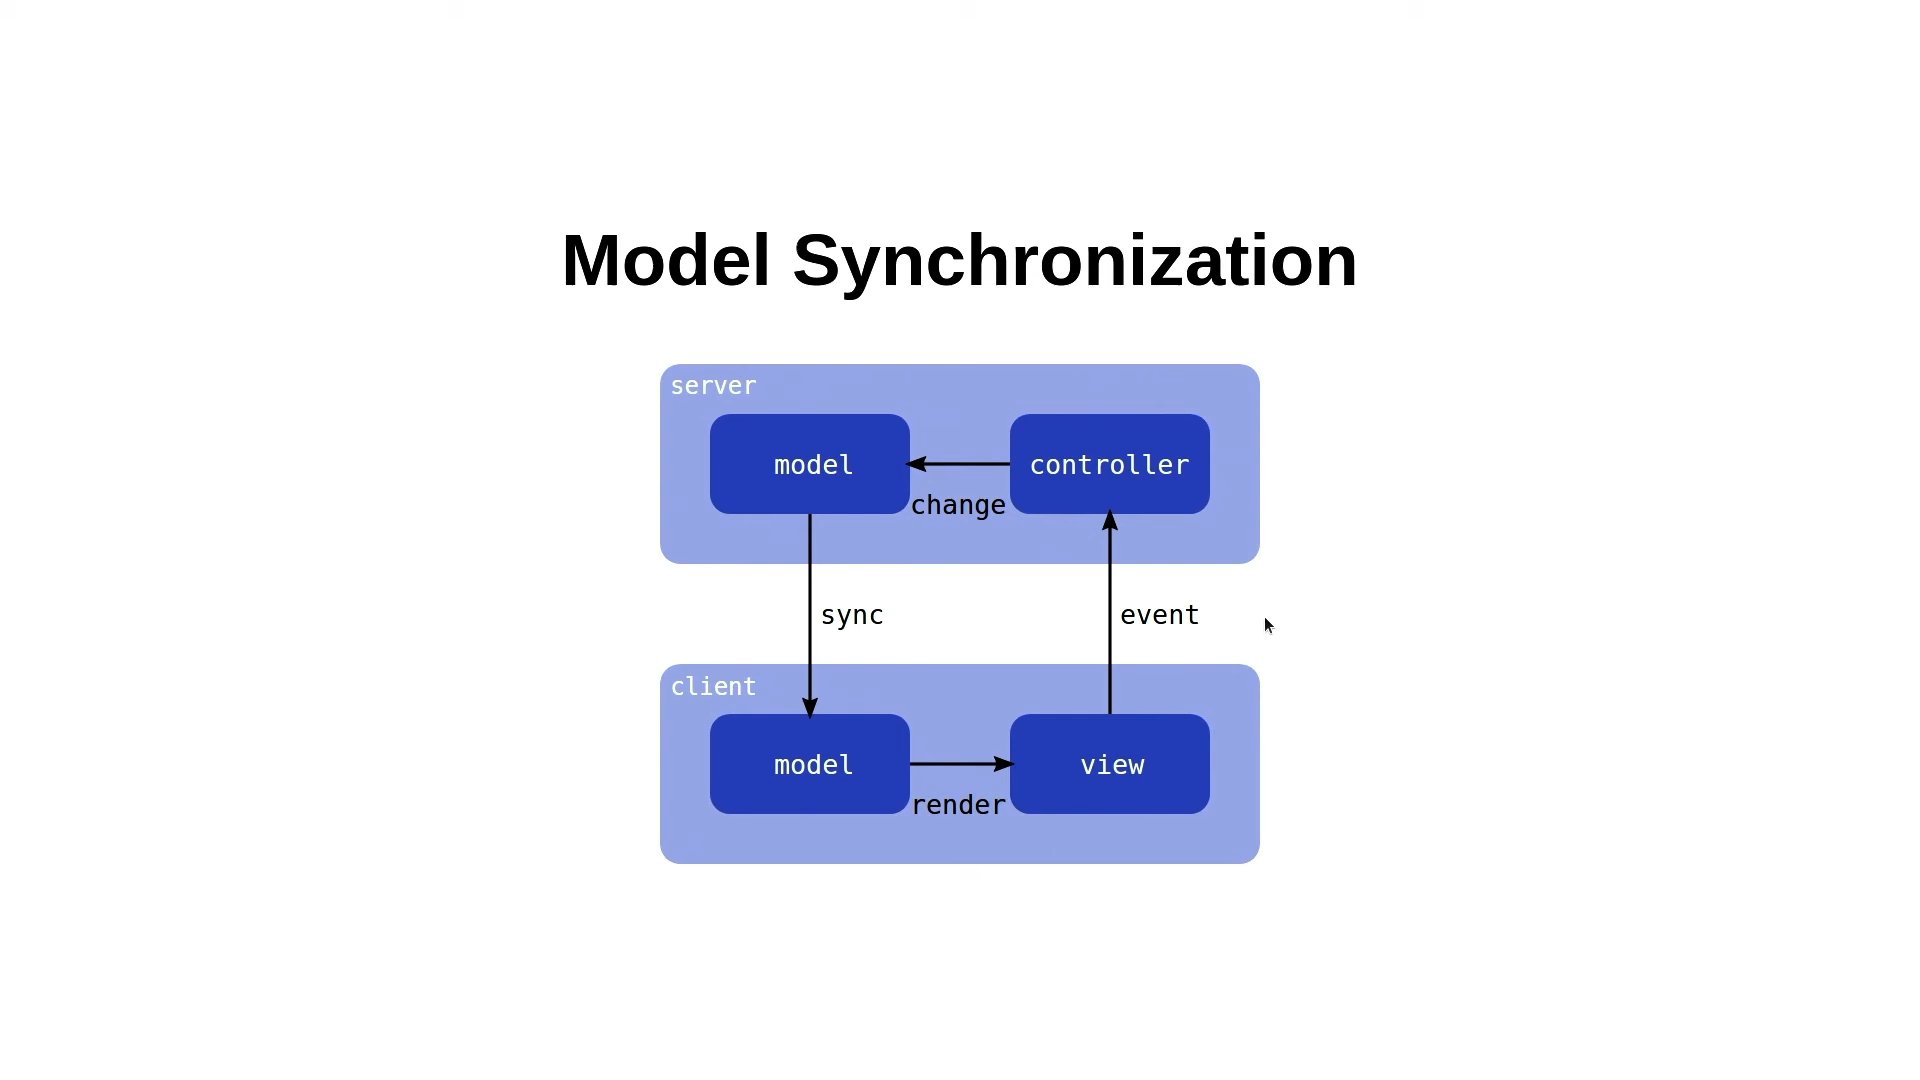 Model Synchronization
server
model
controller
change
sync
event
client
model
view
render